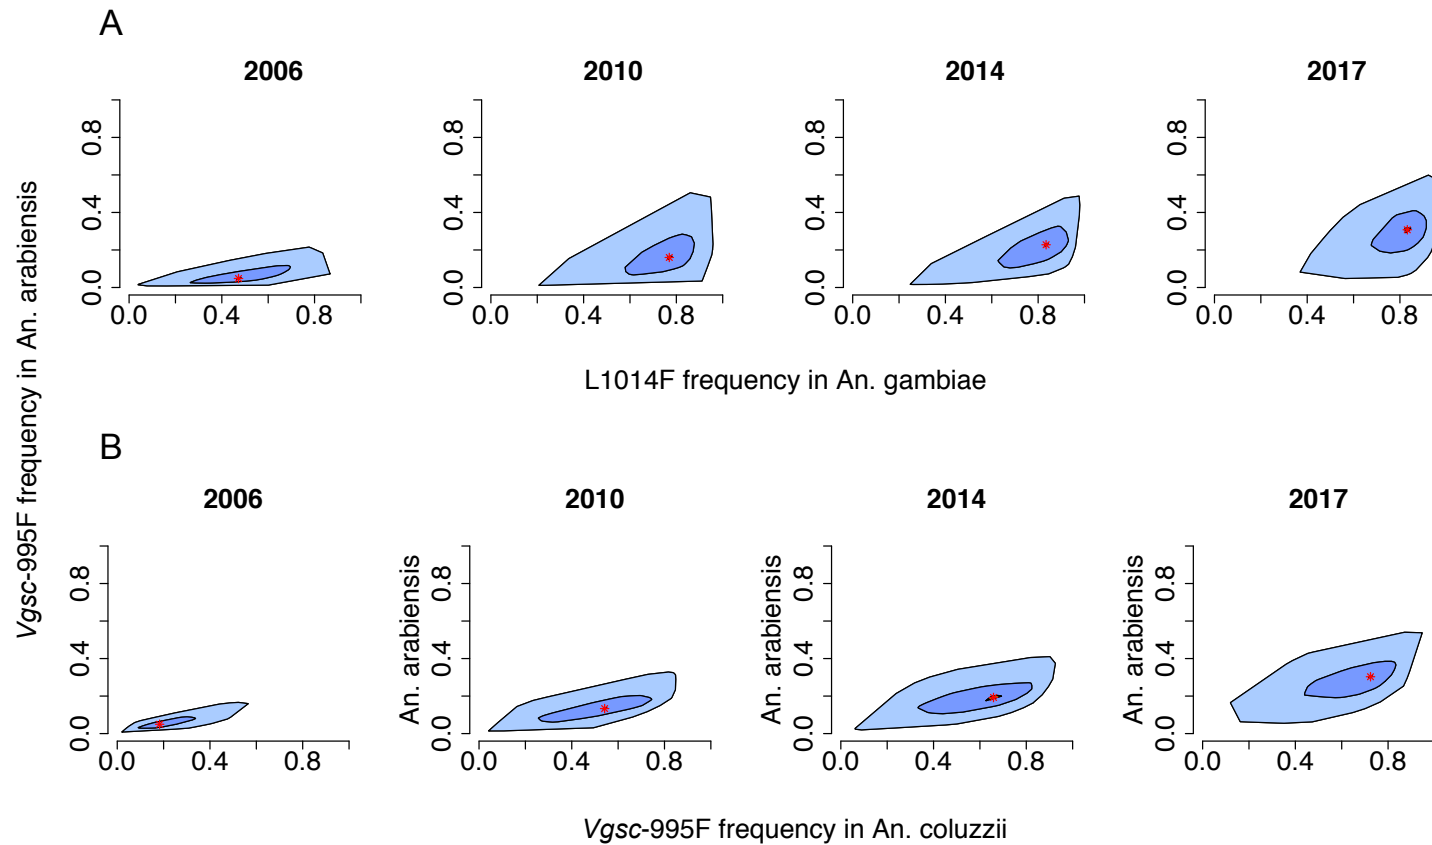 A
2006 2010 2014 2017
0.0 0.4 0.8 0.0 0.4 0.8 0.0 0.4 0.8 0.0 0.4 0.8
0.0 0.4 0.8 0.0 0.4 0.8 0.0 0.4 0.8 0.0 0.4 0.8
L1014F frequency in An. gambiae
Vgsc-995F frequency in An. arabiensis
B
2006 2010 2014 2017
An. arabiensis An. arabiensis An. arabiensis
0.0 0.4 0.8 0.0 0.4 0.8 0.0 0.4 0.8 0.0 0.4 0.8
0.0 0.4 0.8 0.0 0.4 0.8 0.0 0.4 0.8 0.0 0.4 0.8
Vgsc-995F frequency in An. coluzzii